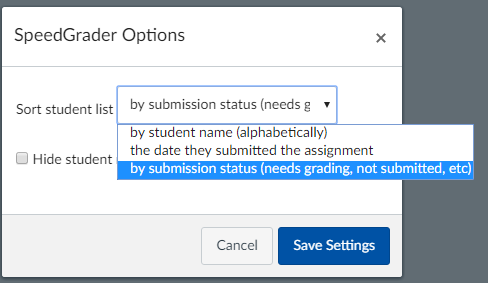 SpeedGrader Options
×
Sort student list by submission status (needs g
by student name (alphabetically)
the date they submitted the assignment
by submission status (needs grading, not submitted, etc)
Hide student
Cancel Save Settings